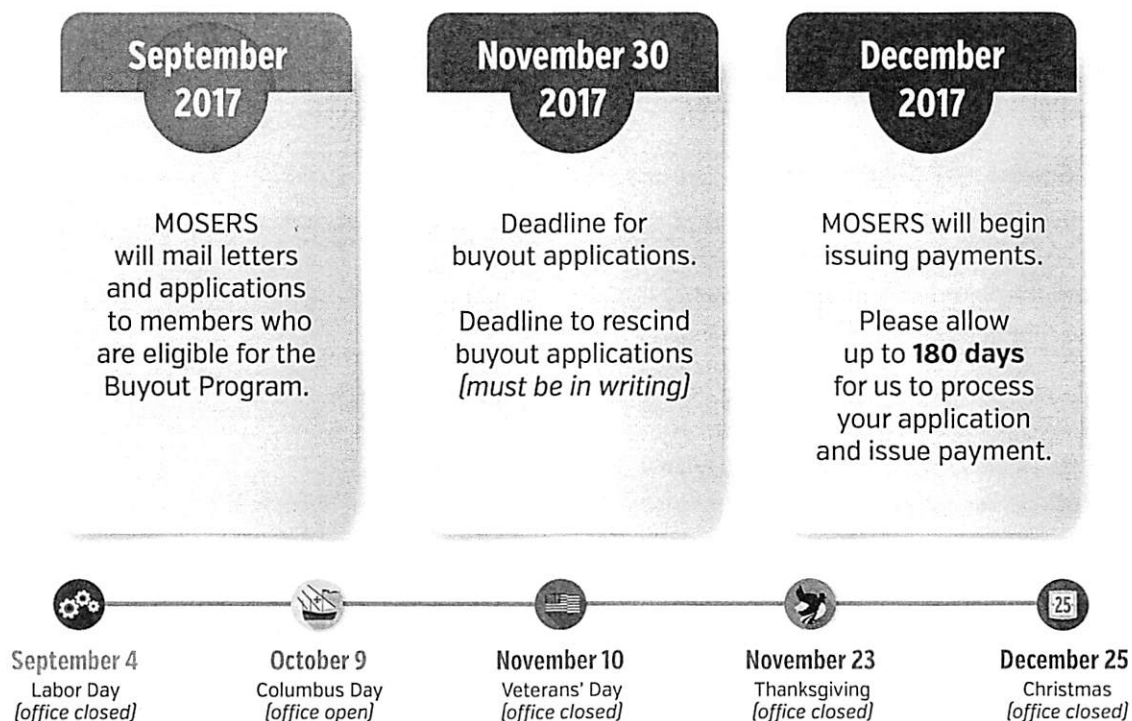 September
2017
MOSERS
will mail letters
and applications
to members who
are eligible for the
Buyout Program.
November 30
2017
Deadline for
buyout applications.
Deadline to rescind
buyout applications
(must be in writing)
December
2017
MOSERS will begin
issuing payments.
Please allow
up to 180 days
for us to process
your application
and issue payment.
September 4
Labor Day
(office closed)
October 9
Columbus Day
(office open)
November 10
Veterans' Day
(office closed)
November 23
Thanksgiving
(office closed)
25
December 25
Christmas
(office closed)